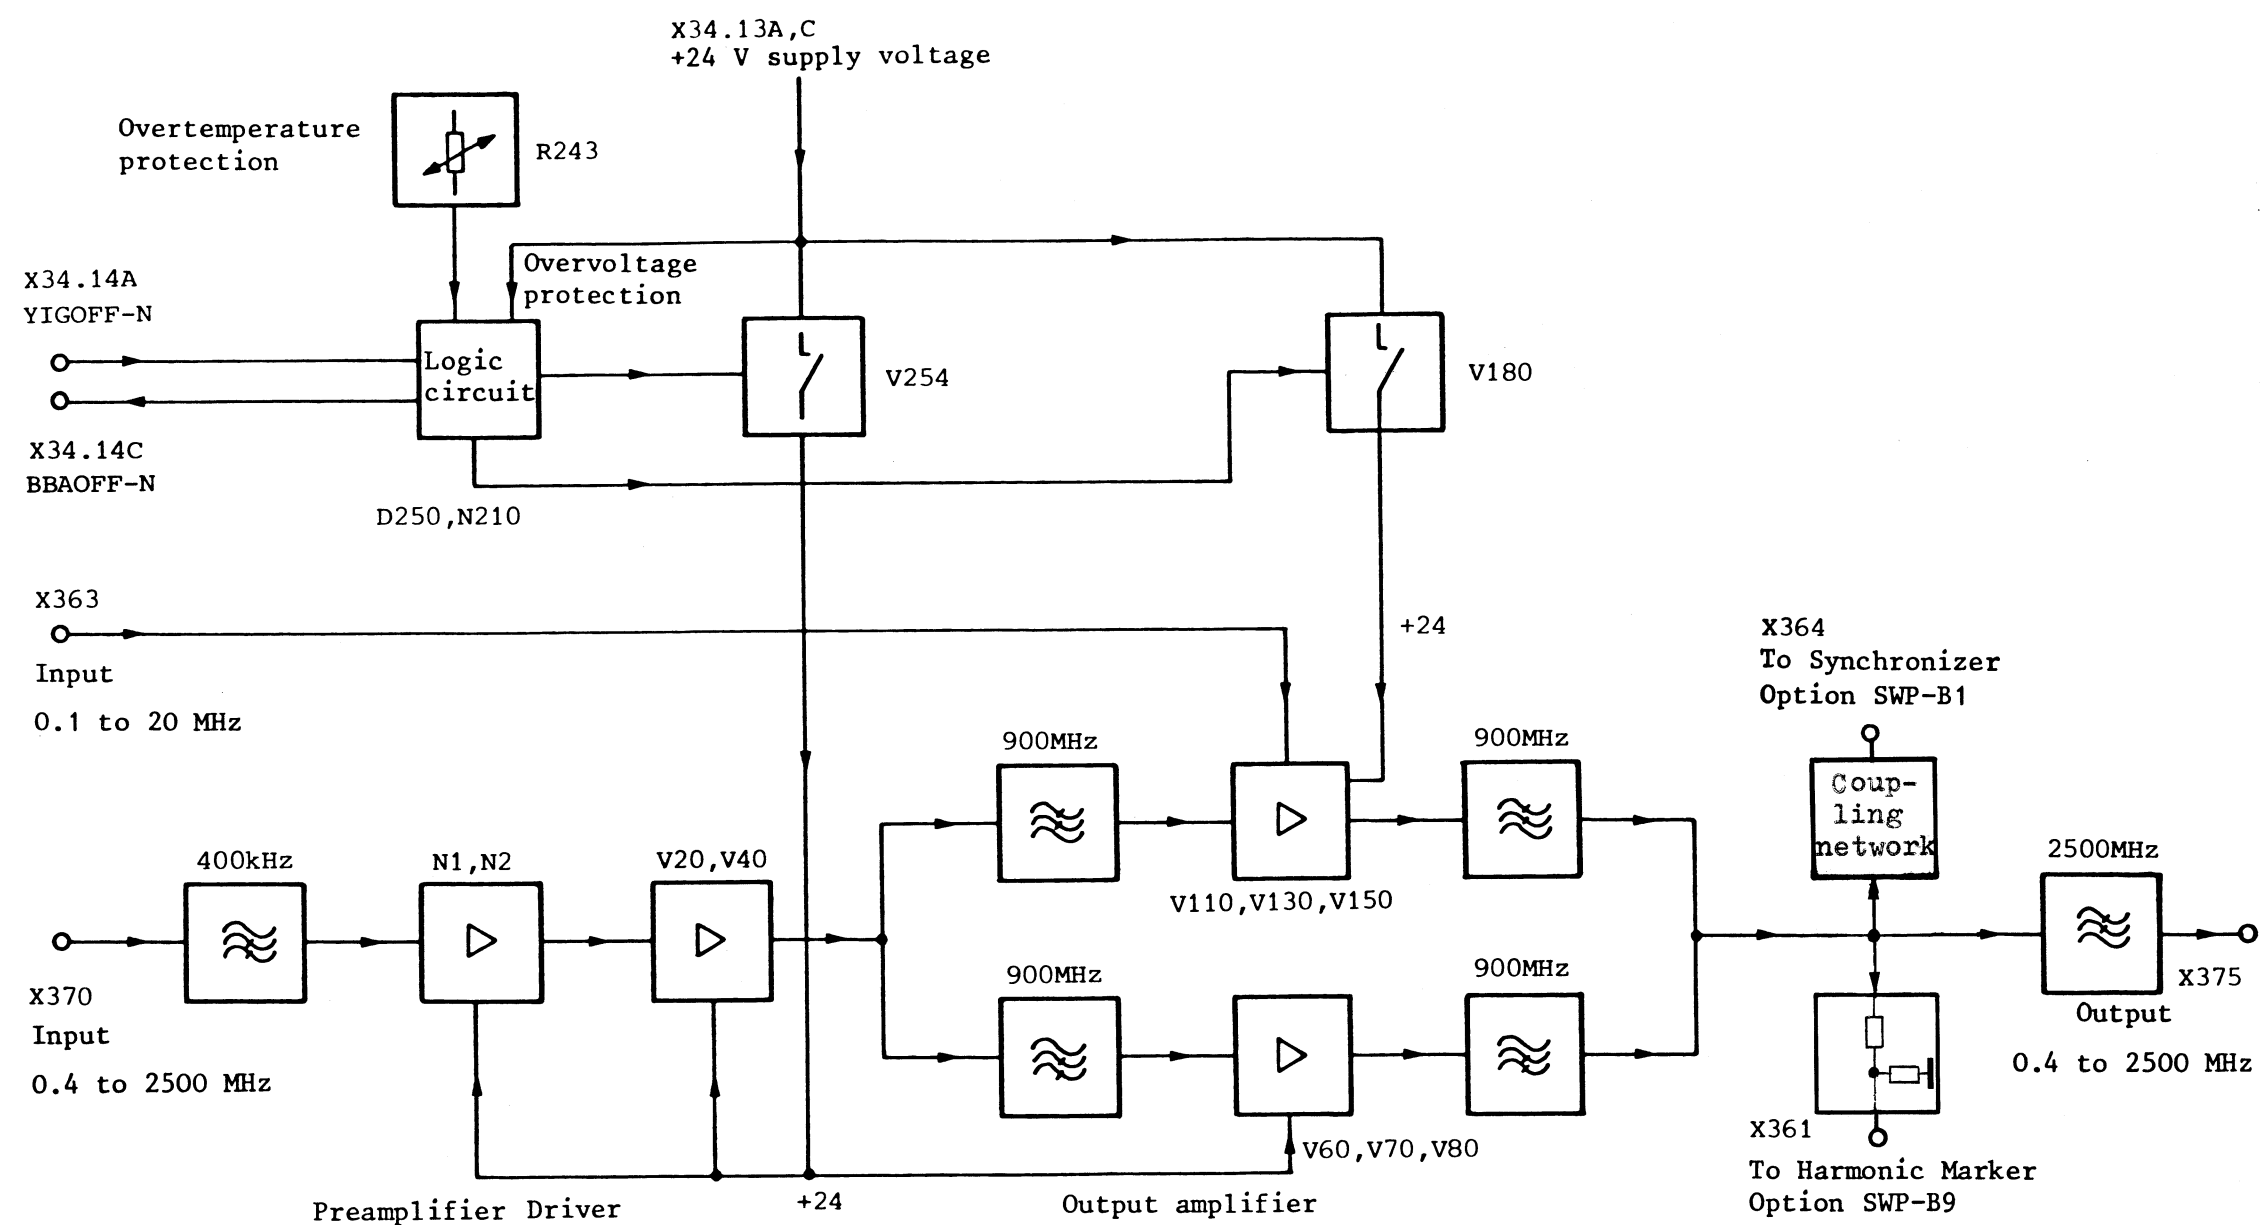 X34.13A,C
+24 V supply voltage
Overtemperature
protection
R243
Overvoltage
protection
X34.14A
YIGOFF-N
Logic
circuit
V254
V180
X34.14C
BBAOFF-N
D250,N210
X363
Input
0.1 to 20 MHz
+24
X364
To Synchronizer
Option SWP-B1
900MHz
900MHz
Coup-
ling
network
V110,V130,V150
400kHz
N1,N2
V20,V40
2500MHz
X370
Input
0.4 to 2500 MHz
900MHz
900MHz
X375
Output
0.4 to 2500 MHz
V60,V70,V80
X361
To Harmonic Marker
Option SWP-B9
Preamplifier Driver
+24
Output amplifier